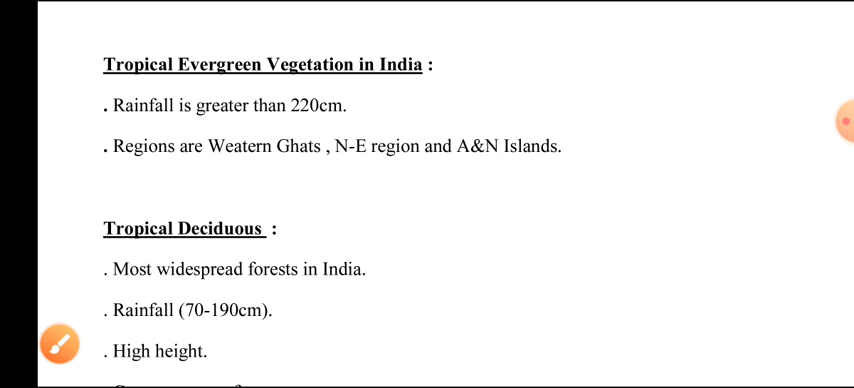 Tropical Evergreen Vegetation in India :
. Rainfall is greater than 220cm.
. Regions are Weatern Ghats , N-E region and A&N Islands.
Tropical Deciduous :
. Most widespread forests in India.
. Rainfall (70-190cm).
. High height.